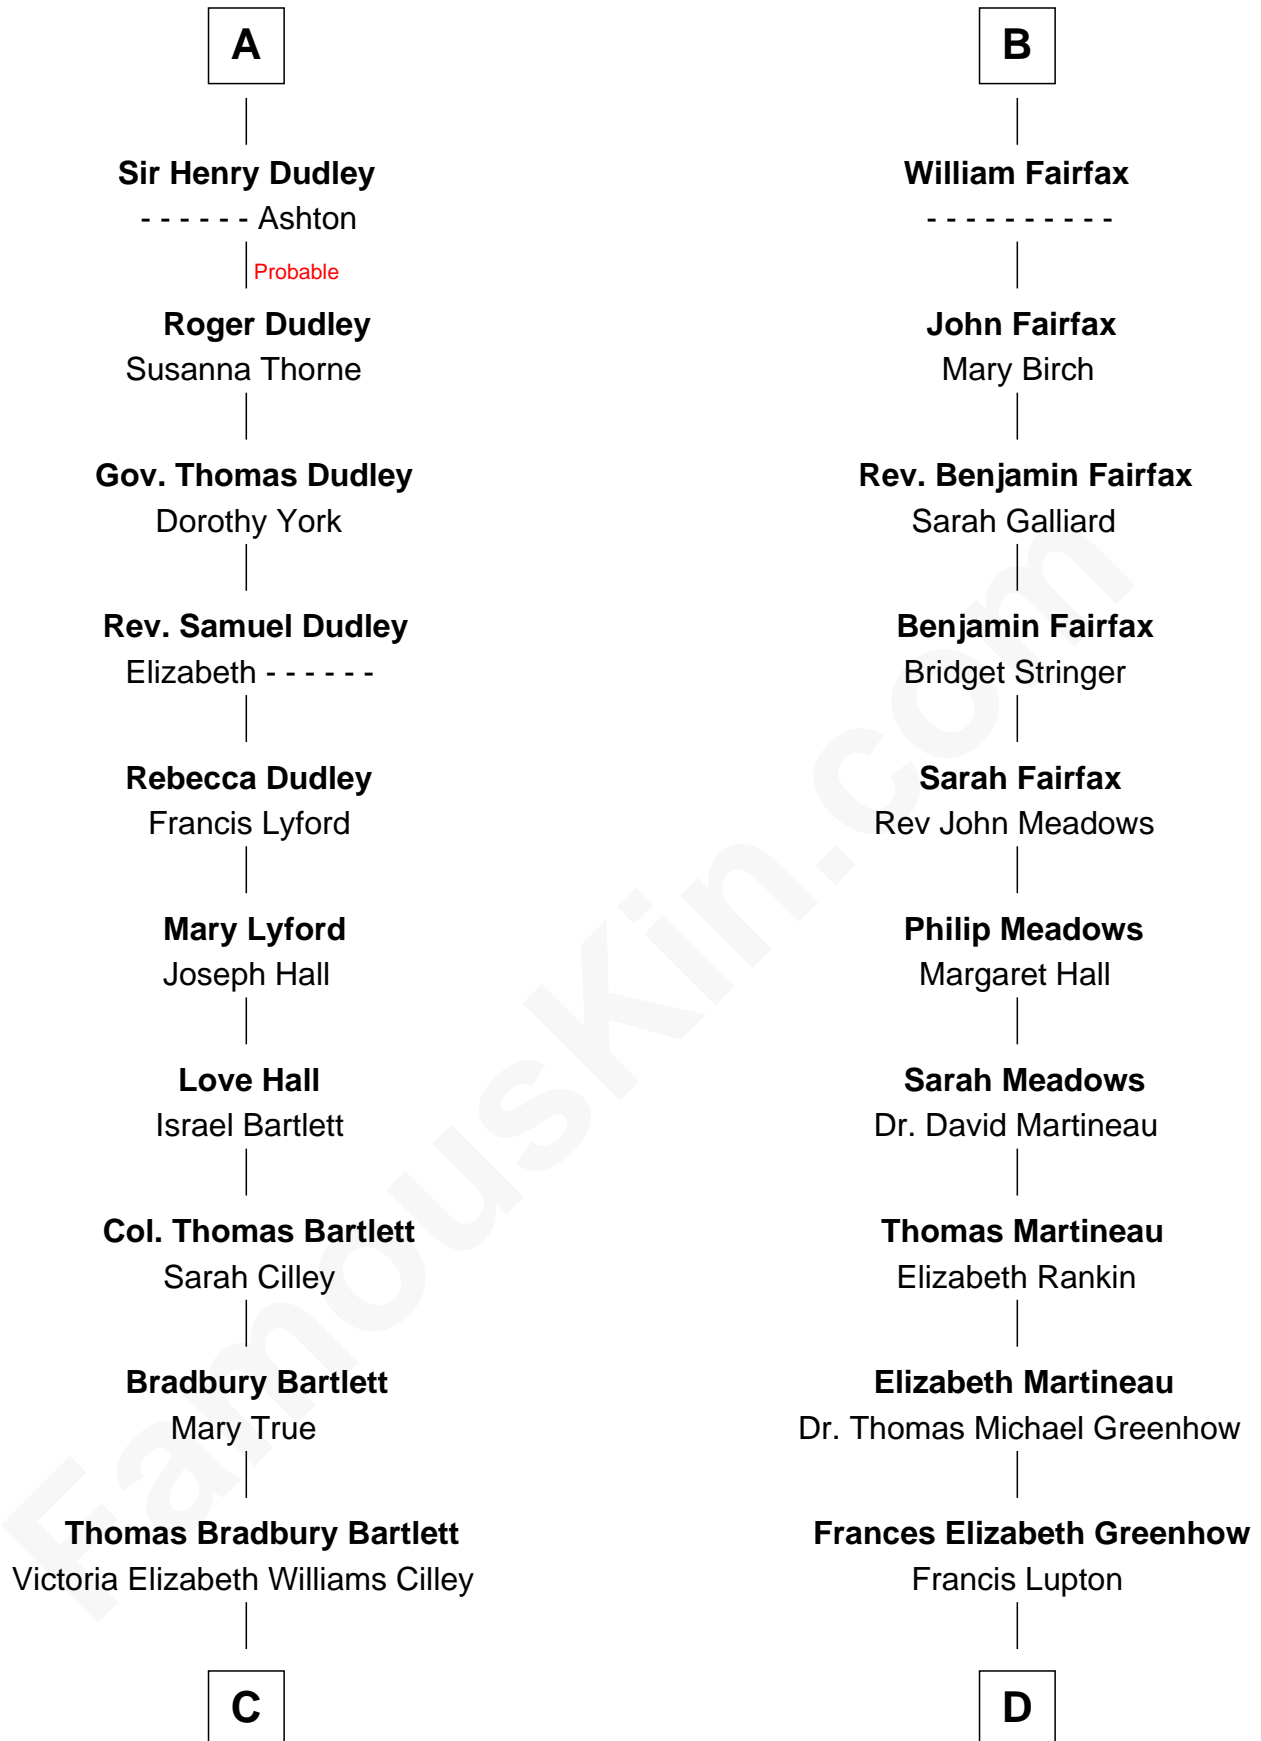 A
Sir Henry Dudley
- - - - - - Ashton
Probable
Roger Dudley
Susanna Thorne
Gov. Thomas Dudley
Dorothy York
Rev. Samuel Dudley
Elizabeth - - - - - -
Rebecca Dudley
Francis Lyford
Mary Lyford
Joseph Hall
Love Hall
Israel Bartlett
Col. Thomas Bartlett
Sarah Cilley
Bradbury Bartlett
Mary True
Thomas Bradbury Bartlett
Victoria Elizabeth Williams Cilley
C
B
William Fairfax
- - - - - - - - - -
John Fairfax
Mary Birch
Rev. Benjamin Fairfax
Sarah Galliard
Benjamin Fairfax
Bridget Stringer
Sarah Fairfax
Rev John Meadows
Philip Meadows
Margaret Hall
Sarah Meadows
Dr. David Martineau
Thomas Martineau
Elizabeth Rankin
Elizabeth Martineau
Dr. Thomas Michael Greenhow
Frances Elizabeth Greenhow
Francis Lupton
D
FamousKin.com